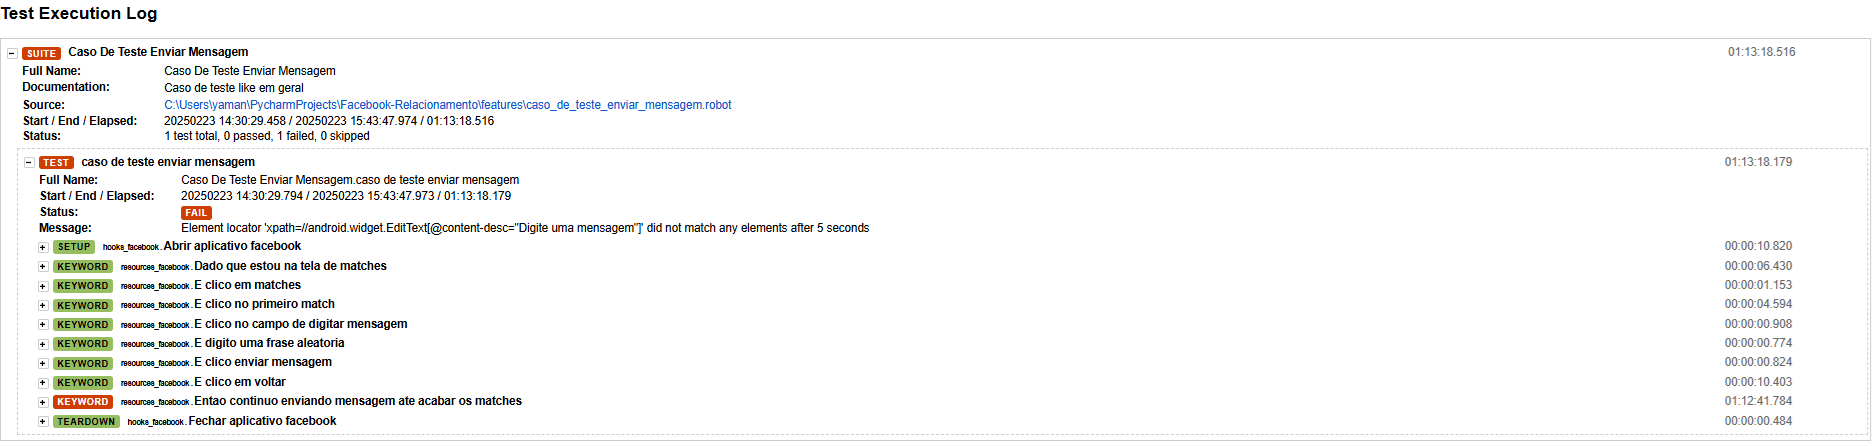 Test Execution Log
SUITE Caso De Teste Enviar Mensagem 01:13:18.516
Full Name: Caso De Teste Enviar Mensagem
Documentation: Caso de teste like em geral
Source: C:\Users\yaman\PycharmProjects\Facebook-Relacionamento\features\caso_de_teste_enviar_mensagem.robot
Start / End / Elapsed: 20250223 14:30:29.458 / 20250223 15:43:47.974 / 01:13:18.516
Status: 1 test total, 0 passed, 1 failed, 0 skipped
TEST caso de teste enviar mensagem 01:13:18.179
Full Name: Caso De Teste Enviar Mensagem.caso de teste enviar mensagem
Start / End / Elapsed: 20250223 14:30:29.794 / 20250223 15:43:47.973 / 01:13:18.179
Status: FAIL
Message: Element locator 'xpath=//android.widget.EditText[@content-desc="Digite uma mensagem"]' did not match any elements after 5 seconds
SETUP hooks_facebook.Abrir aplicativo facebook 00:00:10.820
KEYWORD resources_facebook.Dado que estou na tela de matches 00:00:06.430
KEYWORD resources_facebook.E clico em matches 00:00:01.153
KEYWORD resources_facebook.E clico no primeiro match 00:00:04.594
KEYWORD resources_facebook.E clico no campo de digitar mensagem 00:00:00.908
KEYWORD resources_facebook.E digito uma frase aleatoria 00:00:00.774
KEYWORD resources_facebook.E clico enviar mensagem 00:00:00.824
KEYWORD resources_facebook.E clico em voltar 00:00:10.403
KEYWORD resources_facebook.Entao continuo enviando mensagem ate acabar os matches 01:12:41.784
TEARDOWN hooks_facebook.Fechar aplicativo facebook 00:00:00.484